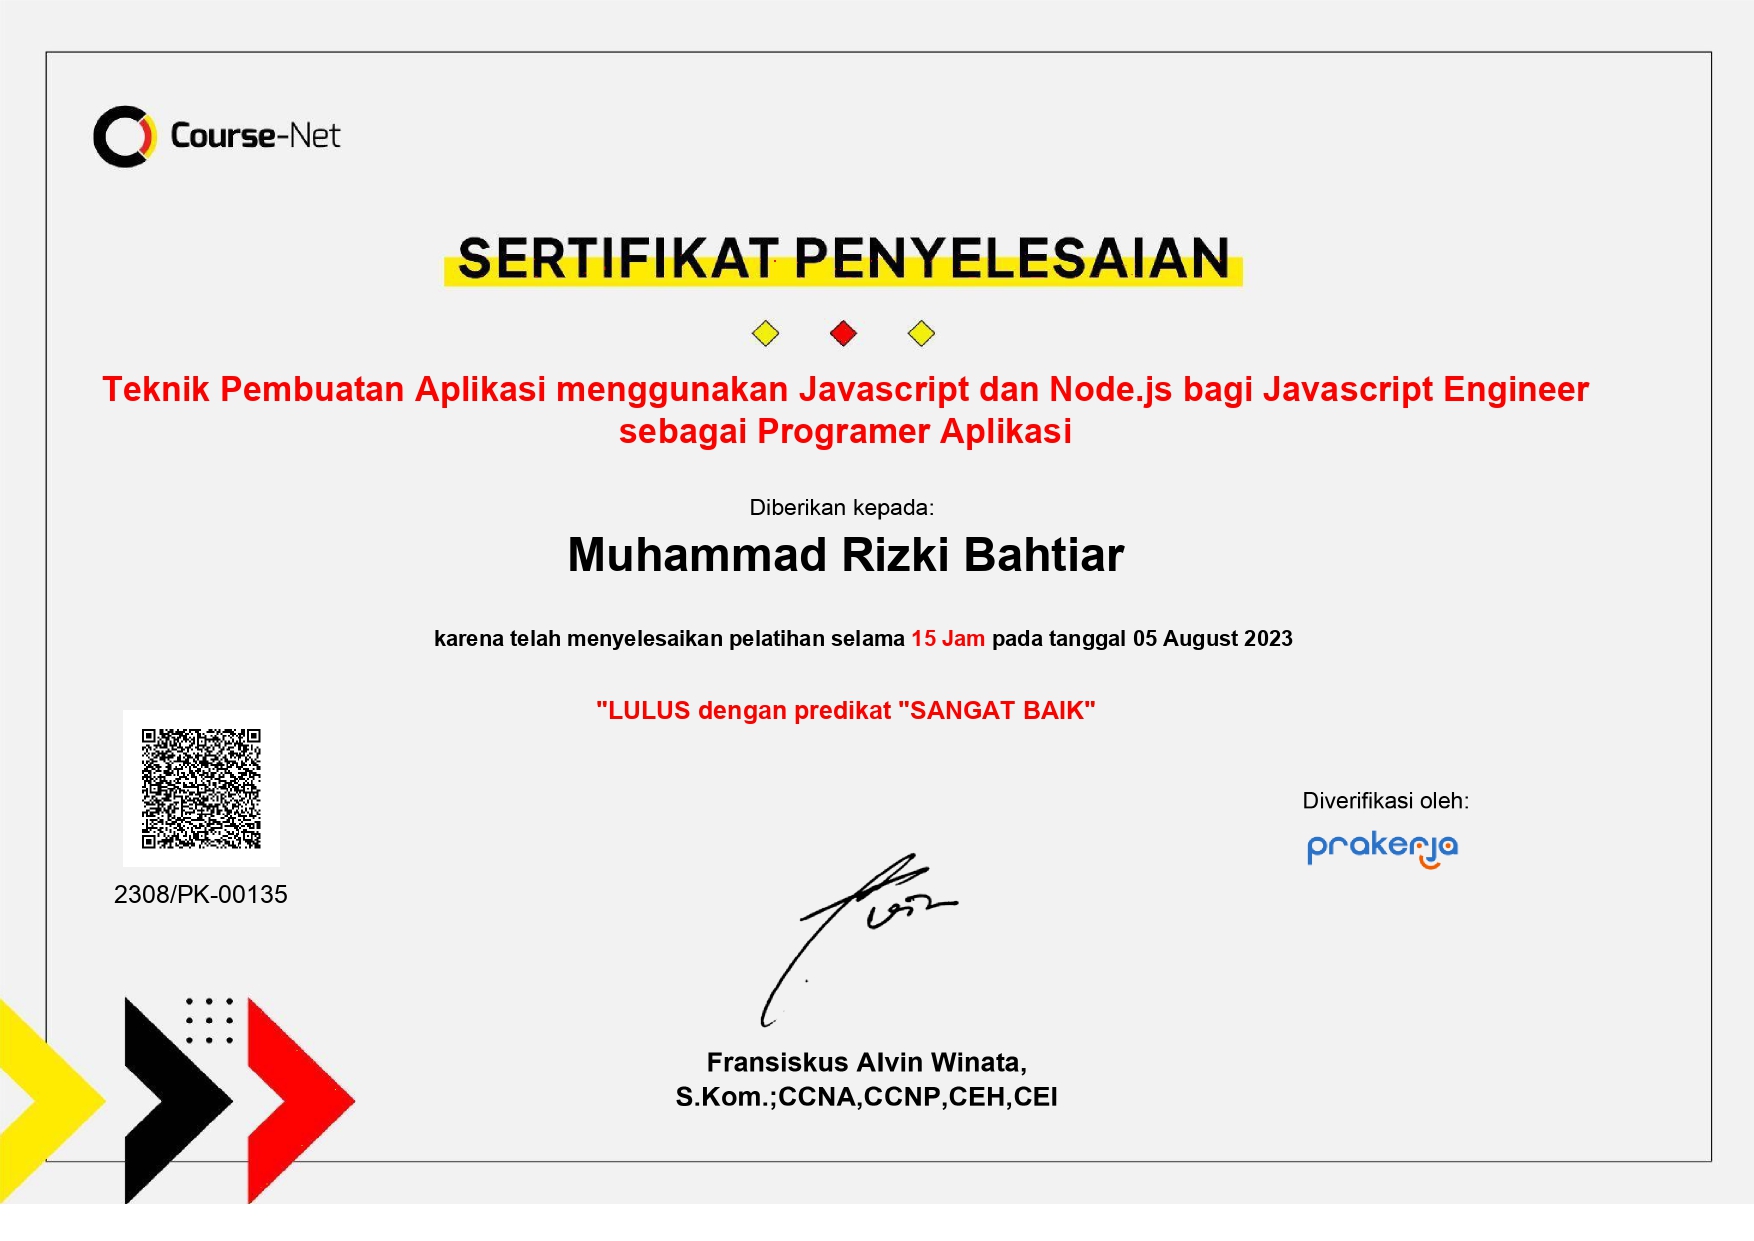 Course-Net
SERTIFIKAT PENYELESAIAN
Teknik Pembuatan Aplikasi menggunakan Javascript dan Node.js bagi Javascript Engineer
sebagai Programer Aplikasi
Diberikan kepada:
Muhammad Rizki Bahtiar
karena telah menyelesaikan pelatihan selama 15 Jam pada tanggal 05 August 2023
"LULUS dengan predikat "SANGAT BAIK"
2308/PK-00135
Diverifikasi oleh:
prakerja
Fransiskus Alvin Winata,
S.Kom.;CCNA,CCNP,CEH,CEI